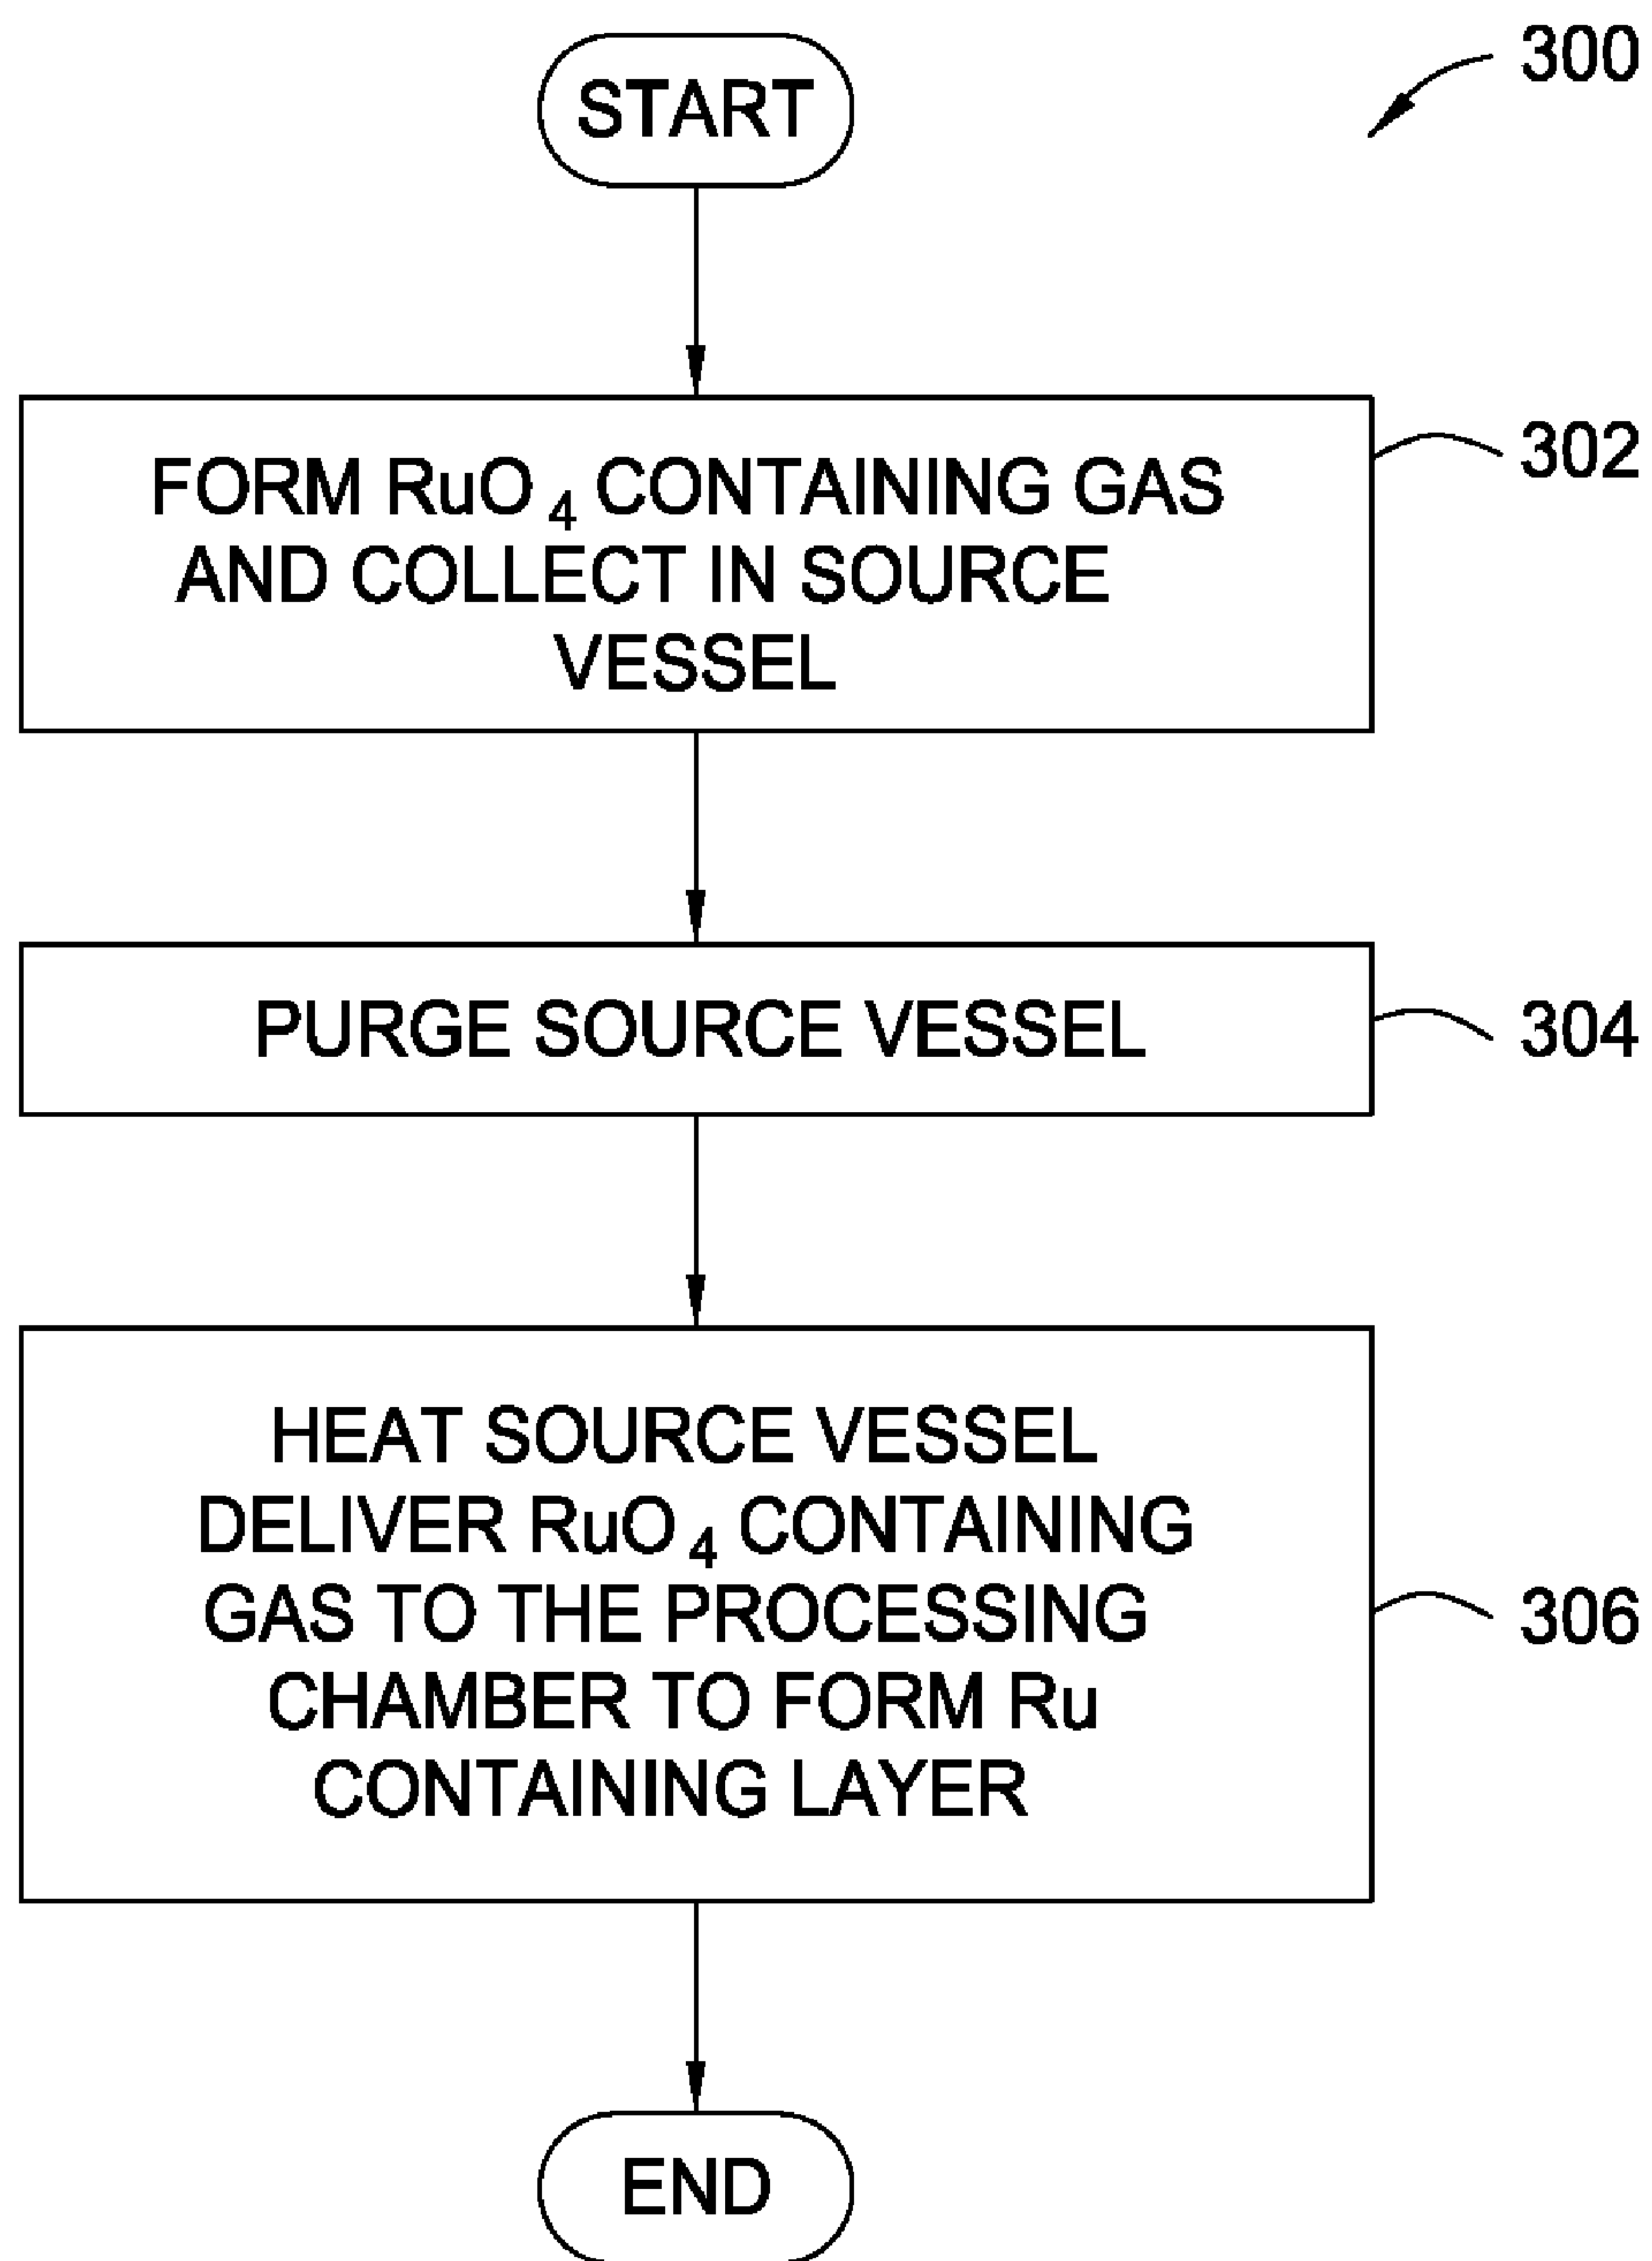 START
300
FORM RuO4 CONTAINING GAS
AND COLLECT IN SOURCE
VESSEL
302
PURGE SOURCE VESSEL
304
HEAT SOURCE VESSEL
DELIVER RuO4 CONTAINING
GAS TO THE PROCESSING
CHAMBER TO FORM Ru
CONTAINING LAYER
306
END